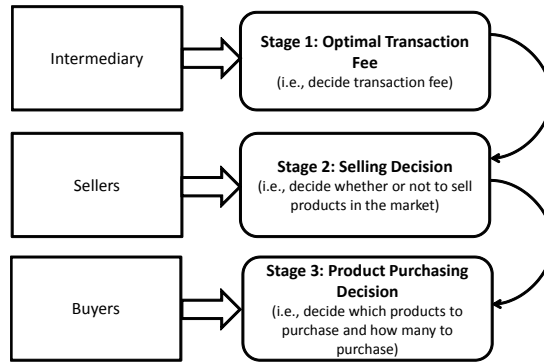 Intermediary
Stage 1: Optimal Transaction
Fee
(i.e., decide transaction fee)
Sellers
Stage 2: Selling Decision
(i.e., decide whether or not to sell
products in the market)
Buyers
Stage 3: Product Purchasing
Decision
(i.e., decide which products to
purchase and how many to
purchase)